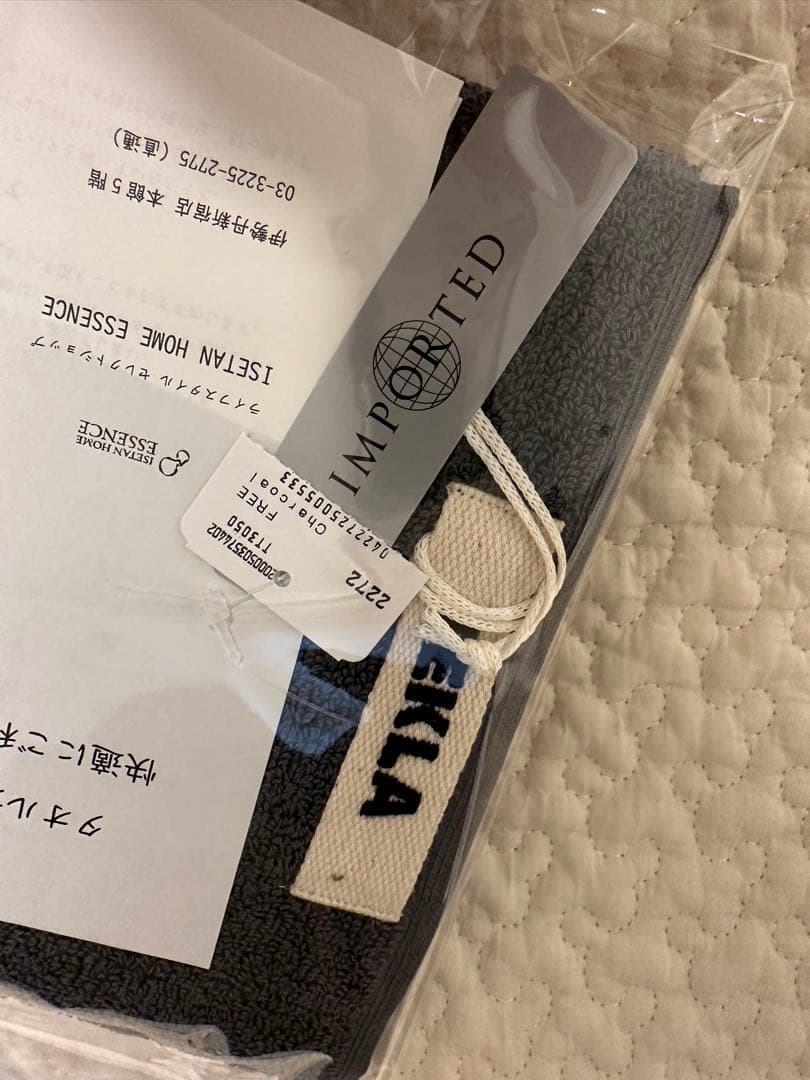 タオル
快適にご
ISETAN HOME
ESSENCE
ライフスタイル セレクトショップ
ISETAN HOME ESSENCE
伊勢丹新宿店 本館5階
03-3225-2775 (直通)
IMPORTED
2272
2000503574402
TT3050
FREE
Charcoal
0422725005533
EKLA